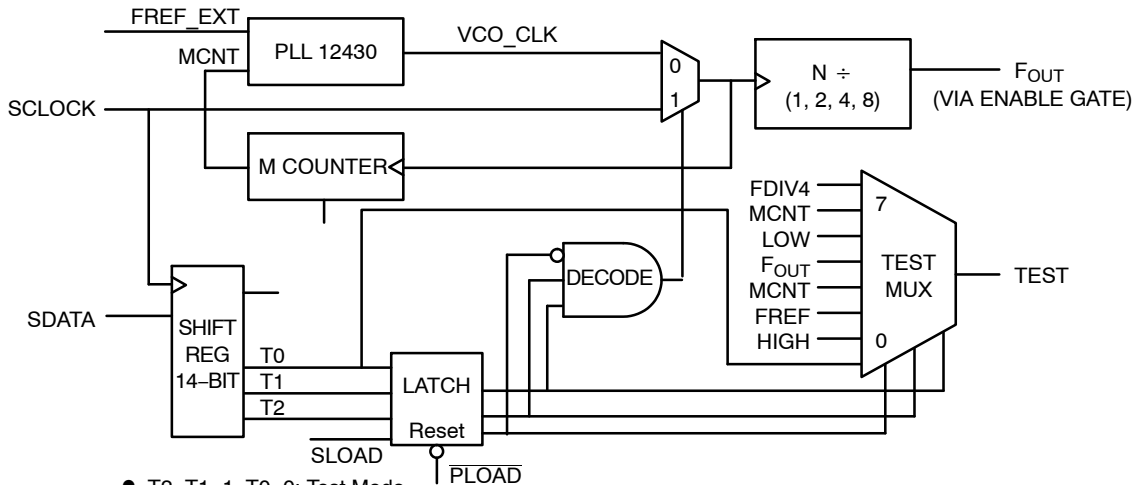 FREF_EXT
MCNT
PLL 12430
VCO_CLK
SCLOCK
0
1
N ÷
(1, 2, 4, 8)
FOUT
(VIA ENABLE GATE)
M COUNTER
FDIV4
MCNT
LOW
FOUT
MCNT
FREF
HIGH
7
TEST
MUX
0
TEST
DECODE
SDATA
SHIFT
REG
14–BIT
T0
T1
T2
LATCH
Reset
SLOAD
PLOAD